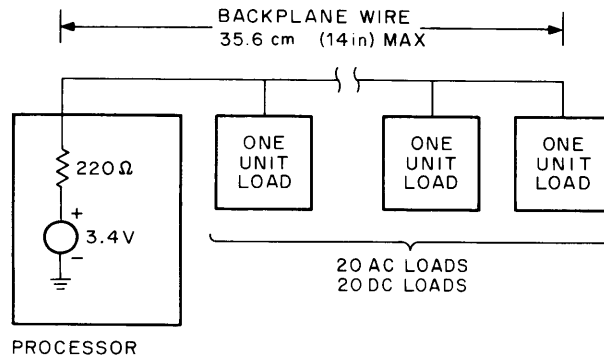 BACKPLANE WIRE
35.6 cm (14in) MAX
220Ω
+
3.4V
−
PROCESSOR
ONE
UNIT
LOAD
ONE
UNIT
LOAD
ONE
UNIT
LOAD
20 AC LOADS
20 DC LOADS